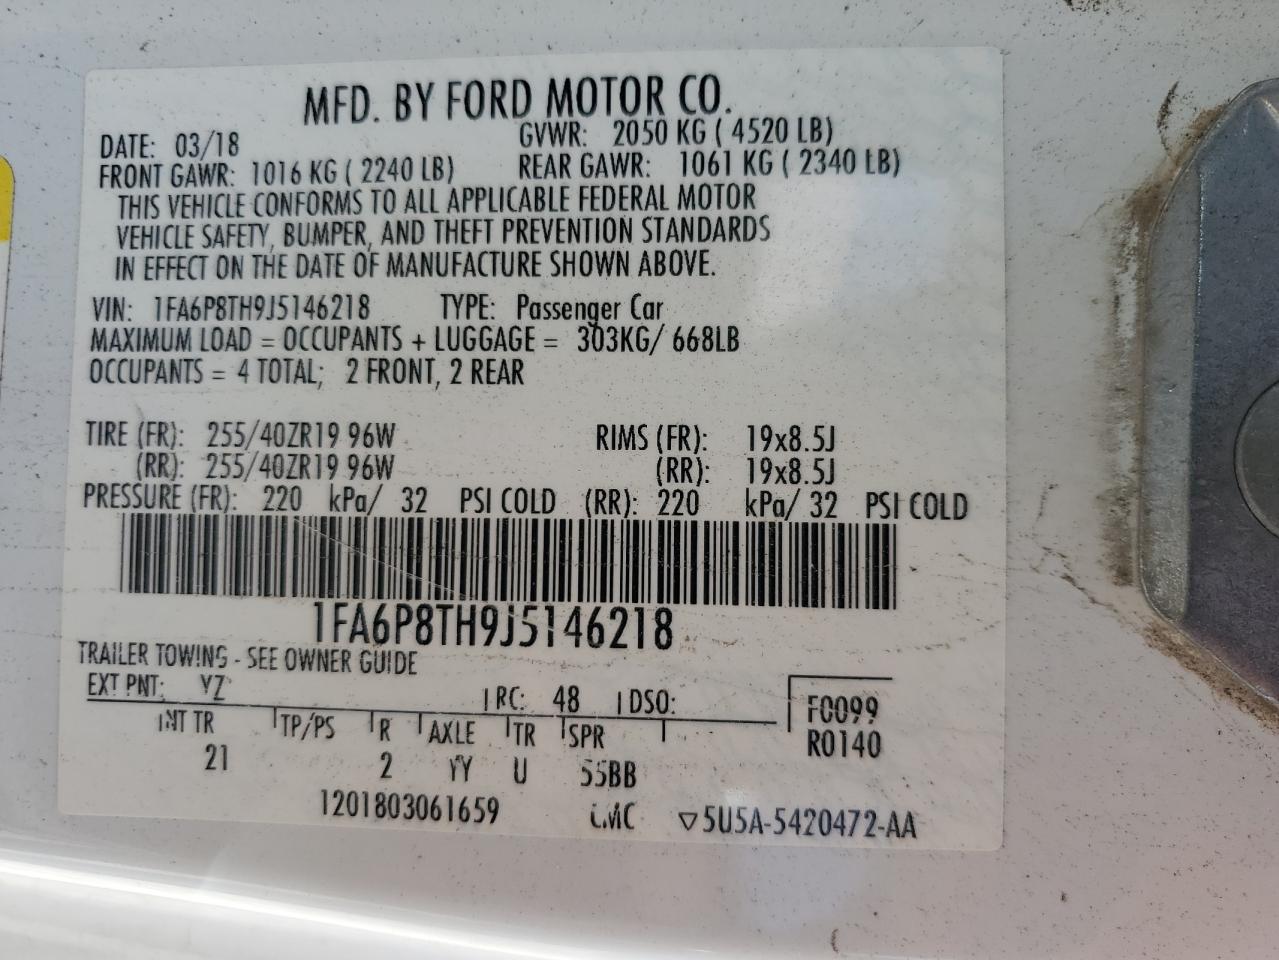 MFD. BY FORD MOTOR CO.
DATE: 03/18 GVWR: 2050 KG ( 4520 LB)
FRONT GAWR: 1016 KG ( 2240 LB) REAR GAWR: 1061 KG ( 2340 LB)
THIS VEHICLE CONFORMS TO ALL APPLICABLE FEDERAL MOTOR
VEHICLE SAFETY, BUMPER, AND THEFT PREVENTION STANDARDS
IN EFFECT ON THE DATE OF MANUFACTURE SHOWN ABOVE.
VIN: 1FA6P8TH9J5146218 TYPE: Passenger Car
MAXIMUM LOAD = OCCUPANTS + LUGGAGE = 303KG/ 668LB
OCCUPANTS = 4 TOTAL; 2 FRONT, 2 REAR
TIRE (FR): 255/40ZR19 96W RIMS (FR): 19x8.5J
(RR): 255/40ZR19 96W (RR): 19x8.5J
PRESSURE (FR): 220 kPa/ 32 PSI COLD (RR): 220 kPa/ 32 PSI COLD
1FA6P8TH9J5146218
TRAILER TOWING - SEE OWNER GUIDE
EXT PNT: YZ RC: 48 DSO: F0099
INT TR TP/PS R AXLE TR SPR R0140
21 2 YY U 55BB
1201803061659 ▽5U5A-5420472-AA